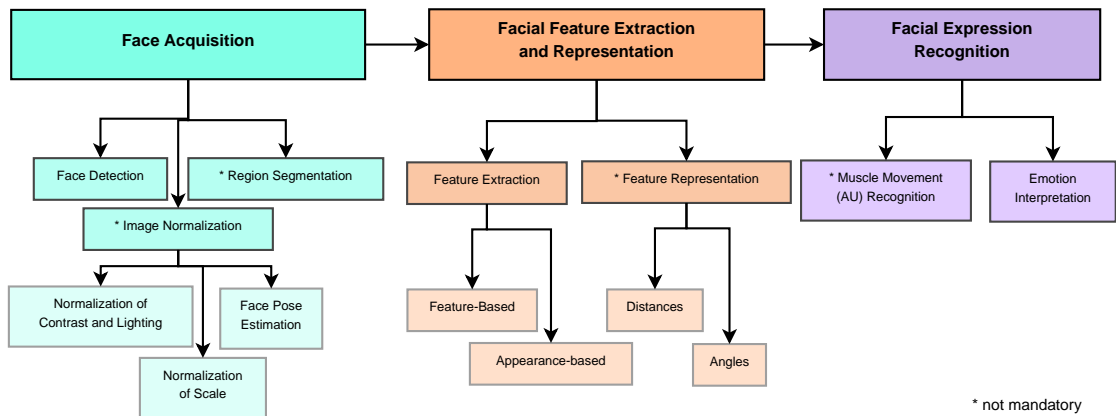 Face Acquisition
Facial Feature Extraction
and Representation
Facial Expression
Recognition
Face Detection
* Region Segmentation
* Image Normalization
Normalization of
Contrast and Lighting
Face Pose
Estimation
Normalization
of Scale
Feature Extraction
* Feature Representation
Feature-Based
Appearance-based
Distances
Angles
* Muscle Movement
(AU) Recognition
Emotion
Interpretation
* not mandatory